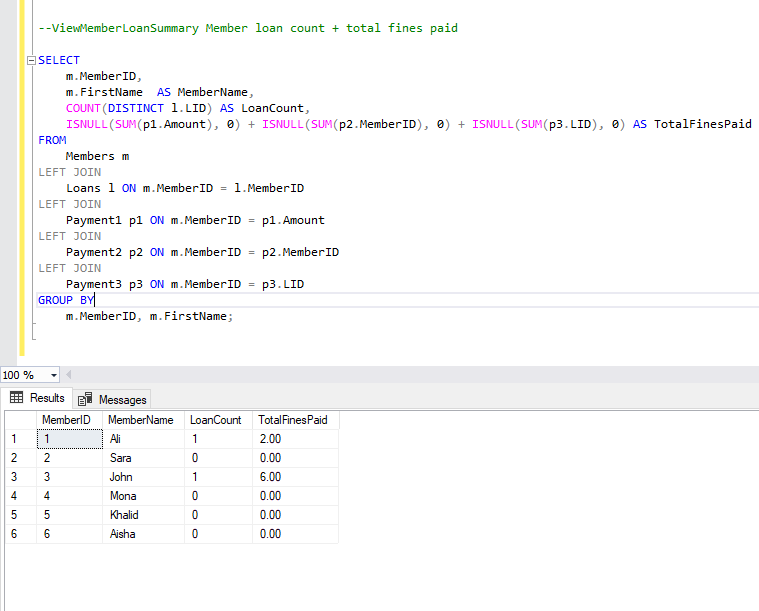 --ViewMemberLoanSummary Member loan count + total fines paid
SELECT
m.MemberID,
m.FirstName  AS MemberName,
COUNT(DISTINCT l.LID) AS LoanCount,
ISNULL(SUM(p1.Amount), 0) + ISNULL(SUM(p2.MemberID), 0) + ISNULL(SUM(p3.LID), 0) AS TotalFinesPaid
FROM
Members m
LEFT JOIN
Loans l ON m.MemberID = l.MemberID
LEFT JOIN
Payment1 p1 ON m.MemberID = p1.Amount
LEFT JOIN
Payment2 p2 ON m.MemberID = p2.MemberID
LEFT JOIN
Payment3 p3 ON m.MemberID = p3.LID
GROUP BY
m.MemberID, m.FirstName;
100 %
Results Messages
MemberID MemberName LoanCount TotalFinesPaid
1 1 Ali 1 2.00
2 2 Sara 0 0.00
3 3 John 1 6.00
4 4 Mona 0 0.00
5 5 Khalid 0 0.00
6 6 Aisha 0 0.00